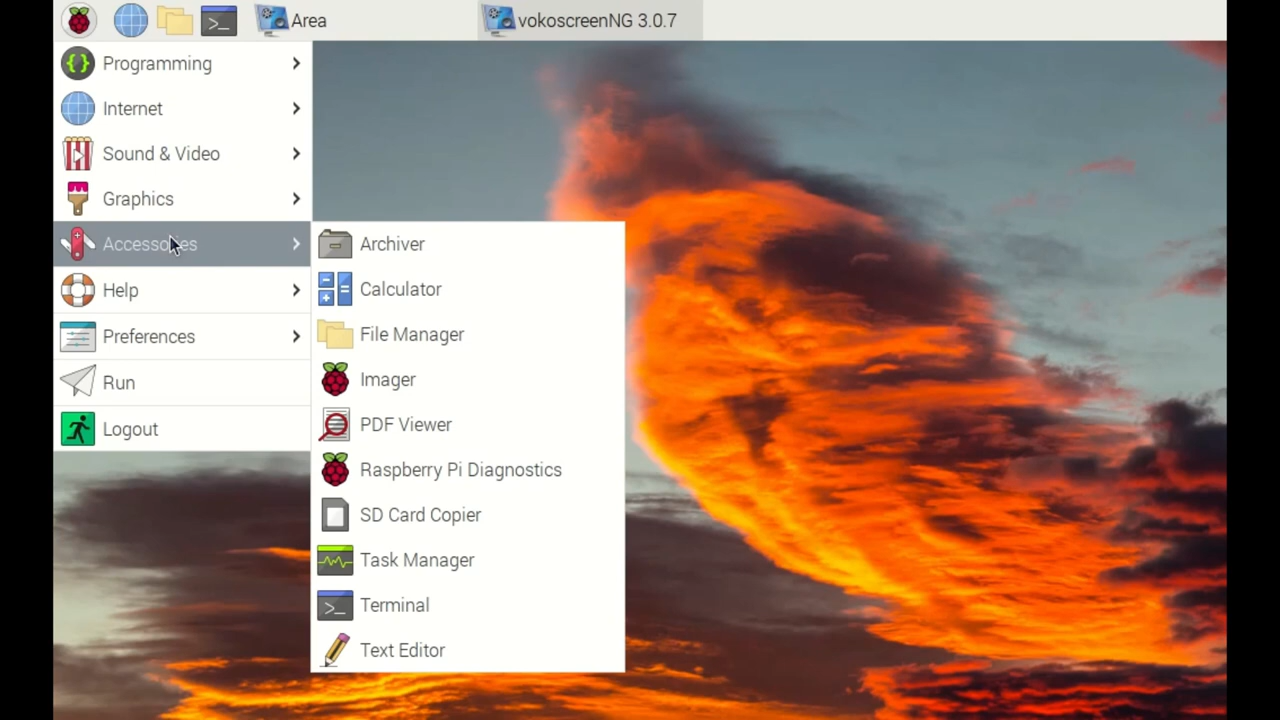 Area
vokoscreenNG 3.0.7
Programming
Internet
Sound & Video
Graphics
Accessories
Help
Preferences
Run
Logout
Archiver
Calculator
File Manager
Imager
PDF Viewer
Raspberry Pi Diagnostics
SD Card Copier
Task Manager
Terminal
Text Editor